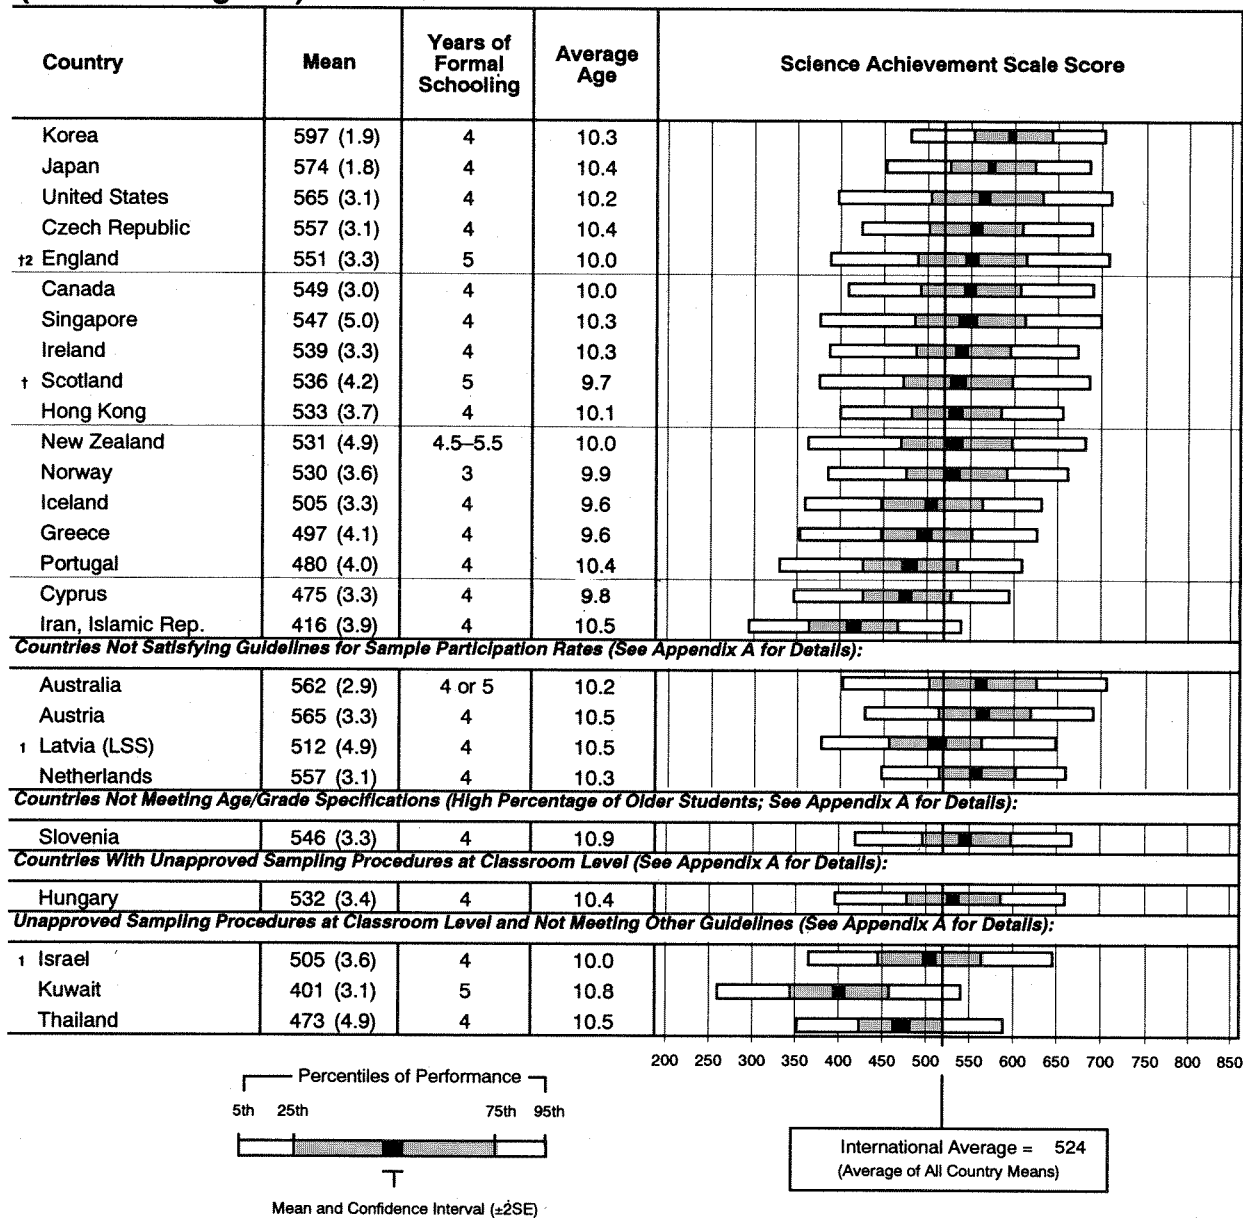 Country Mean Years of Formal Schooling Average Age Science Achievement Scale Score
Korea 597 (1.9) 4 10.3
Japan 574 (1.8) 4 10.4
United States 565 (3.1) 4 10.2
Czech Republic 557 (3.1) 4 10.4
†2 England 551 (3.3) 5 10.0
Canada 549 (3.0) 4 10.0
Singapore 547 (5.0) 4 10.3
Ireland 539 (3.3) 4 10.3
† Scotland 536 (4.2) 5 9.7
Hong Kong 533 (3.7) 4 10.1
New Zealand 531 (4.9) 4.5–5.5 10.0
Norway 530 (3.6) 3 9.9
Iceland 505 (3.3) 4 9.6
Greece 497 (4.1) 4 9.6
Portugal 480 (4.0) 4 10.4
Cyprus 475 (3.3) 4 9.8
Iran, Islamic Rep. 416 (3.9) 4 10.5
Countries Not Satisfying Guidelines for Sample Participation Rates (See Appendix A for Details):
Australia 562 (2.9) 4 or 5 10.2
Austria 565 (3.3) 4 10.5
1 Latvia (LSS) 512 (4.9) 4 10.5
Netherlands 557 (3.1) 4 10.3
Countries Not Meeting Age/Grade Specifications (High Percentage of Older Students; See Appendix A for Details):
Slovenia 546 (3.3) 4 10.9
Countries With Unapproved Sampling Procedures at Classroom Level (See Appendix A for Details):
Hungary 532 (3.4) 4 10.4
Unapproved Sampling Procedures at Classroom Level and Not Meeting Other Guidelines (See Appendix A for Details):
1 Israel 505 (3.6) 4 10.0
Kuwait 401 (3.1) 5 10.8
Thailand 473 (4.9) 4 10.5
200 250 300 350 400 450 500 550 600 650 700 750 800 850
Percentiles of Performance
5th 25th 75th 95th
Mean and Confidence Interval (±2SE)
International Average = 524
(Average of All Country Means)